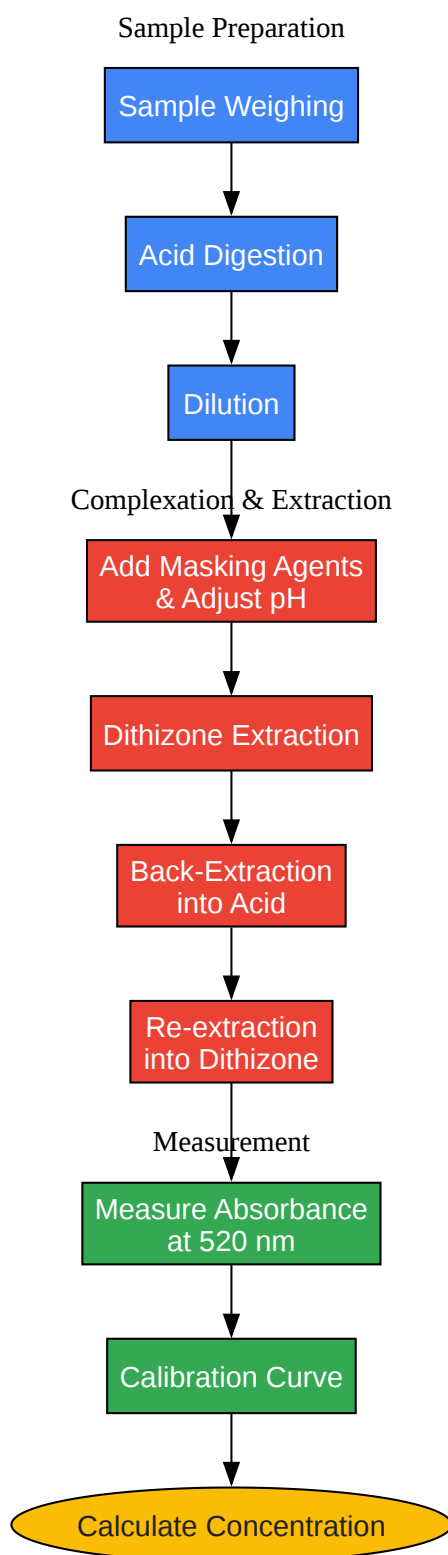 Sample Preparation
Sample Weighing
Acid Digestion
Dilution
Complexation & Extraction
Add Masking Agents
& Adjust pH
Dithizone Extraction
Back-Extraction
into Acid
Re-extraction
into Dithizone
Measurement
Measure Absorbance
at 520 nm
Calibration Curve
Calculate Concentration